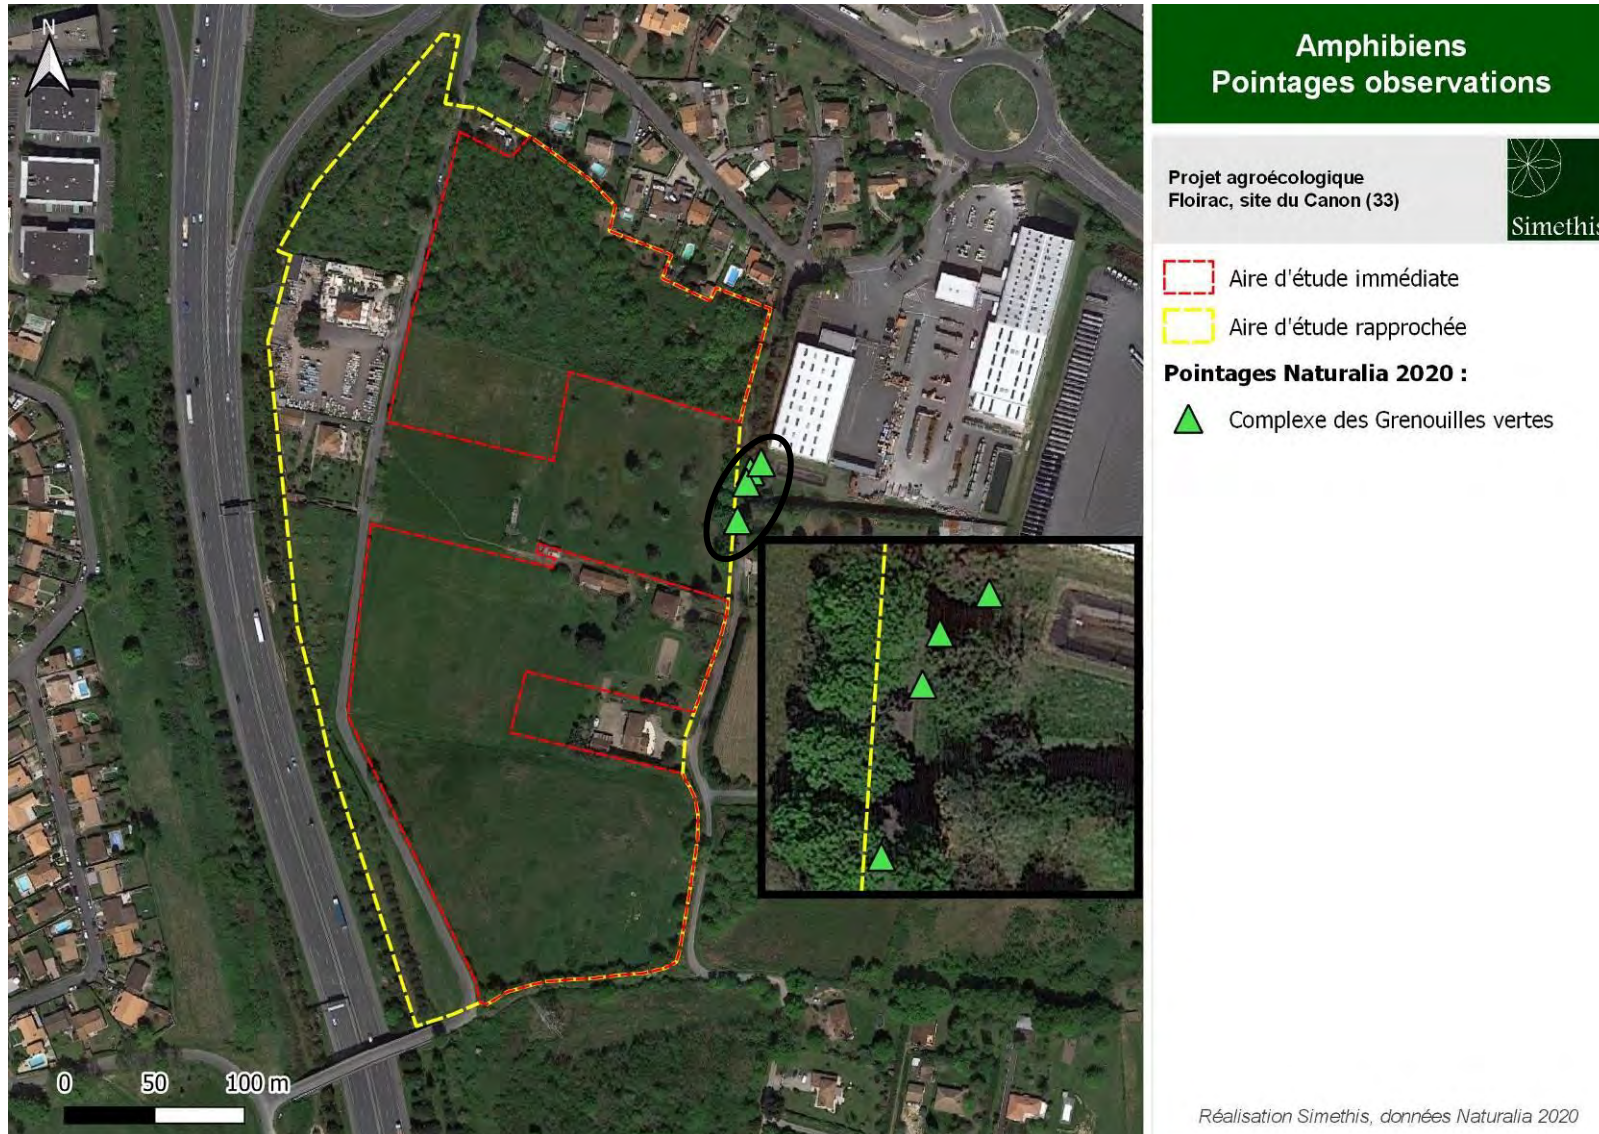 N
Amphibiens
Pointages observations
Projet agroécologique
Floirac, site du Canon (33)
Simethis
Aire d'étude immédiate
Aire d'étude rapprochée
Pointages Naturalia 2020 :
Complexe des Grenouilles vertes
0 50 100 m
Réalisation Simethis, données Naturalia 2020